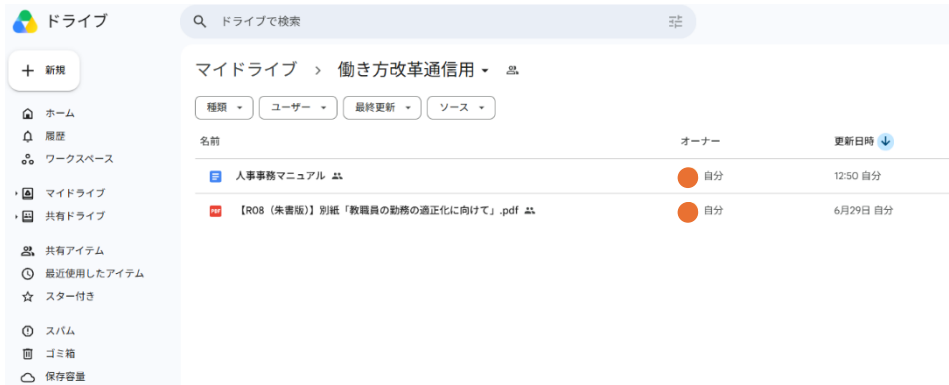 ドライブ
ドライブで検索
新規
マイドライブ > 働き方改革通信用
種類 ユーザー 最終更新 ソース
名前 オーナー 更新日時
人事事務マニュアル 自分 12:50 自分
PDF 【R08（朱書版）】別紙「教職員の勤務の適正化に向けて」.pdf 自分 6月29日 自分
ホーム
履歴
ワークスペース
マイドライブ
共有ドライブ
共有アイテム
最近使用したアイテム
スター付き
スパム
ゴミ箱
保存容量